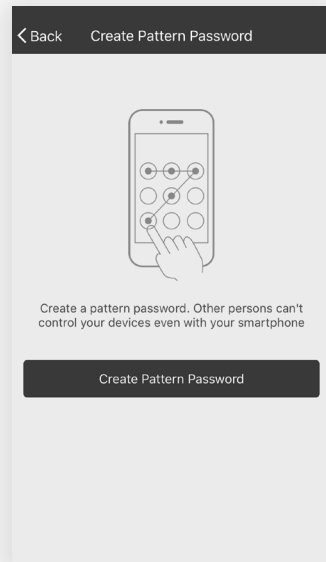 Back Create Pattern Password
Create a pattern password. Other persons can't
control your devices even with your smartphone
Create Pattern Password